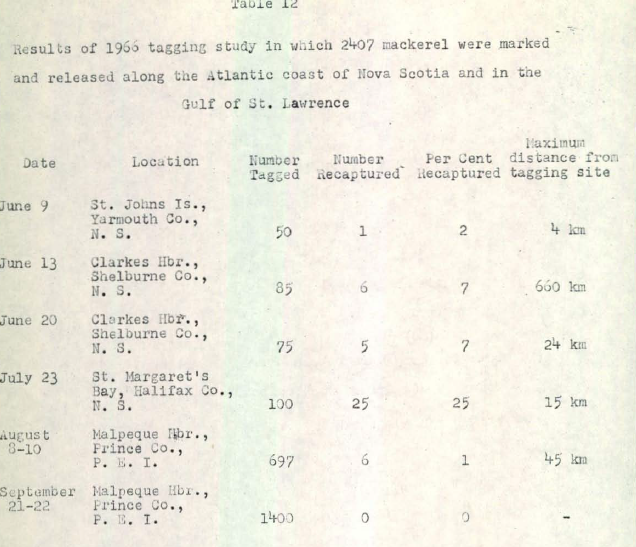 Table 12
Results of 1966 tagging study in which 2407 mackerel were marked
and released along the Atlantic coast of Nova Scotia and in the
Gulf of St. Lawrence
Date Location Number Tagged Number Recaptured Per Cent Recaptured Maximum distance from tagging site
June 9 St. Johns Is.,
Yarmouth Co.,
N. S. 50 1 2 4 km
June 13 Clarkes Hbr.,
Shelburne Co.,
N. S. 85 6 7 660 km
June 20 Clarkes Hbr.,
Shelburne Co.,
N. S. 75 5 7 24 km
July 23 St. Margaret's
Bay, Halifax Co.,
N. S. 100 25 25 15 km
August Malpeque Hbr.,
8-10 Prince Co.,
P. E. I. 697 6 1 45 km
September Malpeque Hbr.,
21-22 Prince Co.,
P. E. I. 1400 0 0 -